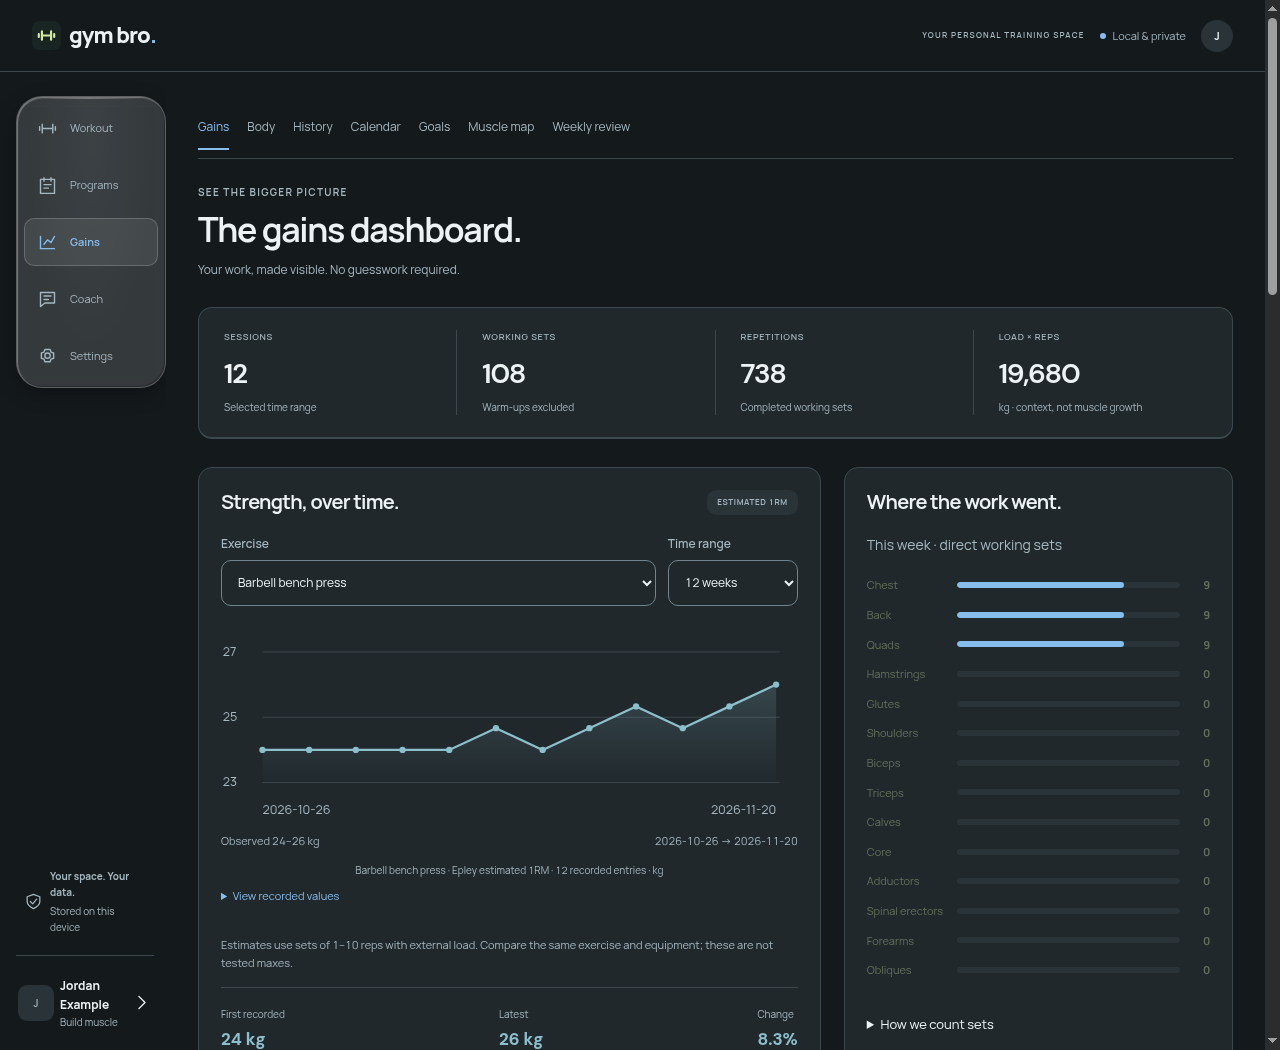 gym bro.
YOUR PERSONAL TRAINING SPACE
Local & private
J
Workout
Programs
Gains
Coach
Settings
Your space. Your
data.
Stored on this
device
J
Jordan
Example
Build muscle
Gains Body History Calendar Goals Muscle map Weekly review
SEE THE BIGGER PICTURE
The gains dashboard.
Your work, made visible. No guesswork required.
SESSIONS
12
Selected time range
WORKING SETS
108
Warm-ups excluded
REPETITIONS
738
Completed working sets
LOAD × REPS
19,680
kg · context, not muscle growth
Strength, over time.
ESTIMATED 1RM
Exercise
Barbell bench press
Time range
12 weeks
27
25
23
2026-10-26
2026-11-20
Observed 24–26 kg
2026-10-26 → 2026-11-20
Barbell bench press · Epley estimated 1RM · 12 recorded entries · kg
View recorded values
Estimates use sets of 1–10 reps with external load. Compare the same exercise and equipment; these are not
tested maxes.
First recorded
24 kg
Latest
26 kg
Change
8.3%
Where the work went.
This week · direct working sets
Chest 9
Back 9
Quads 9
Hamstrings 0
Glutes 0
Shoulders 0
Biceps 0
Triceps 0
Calves 0
Core 0
Adductors 0
Spinal erectors 0
Forearms 0
Obliques 0
How we count sets